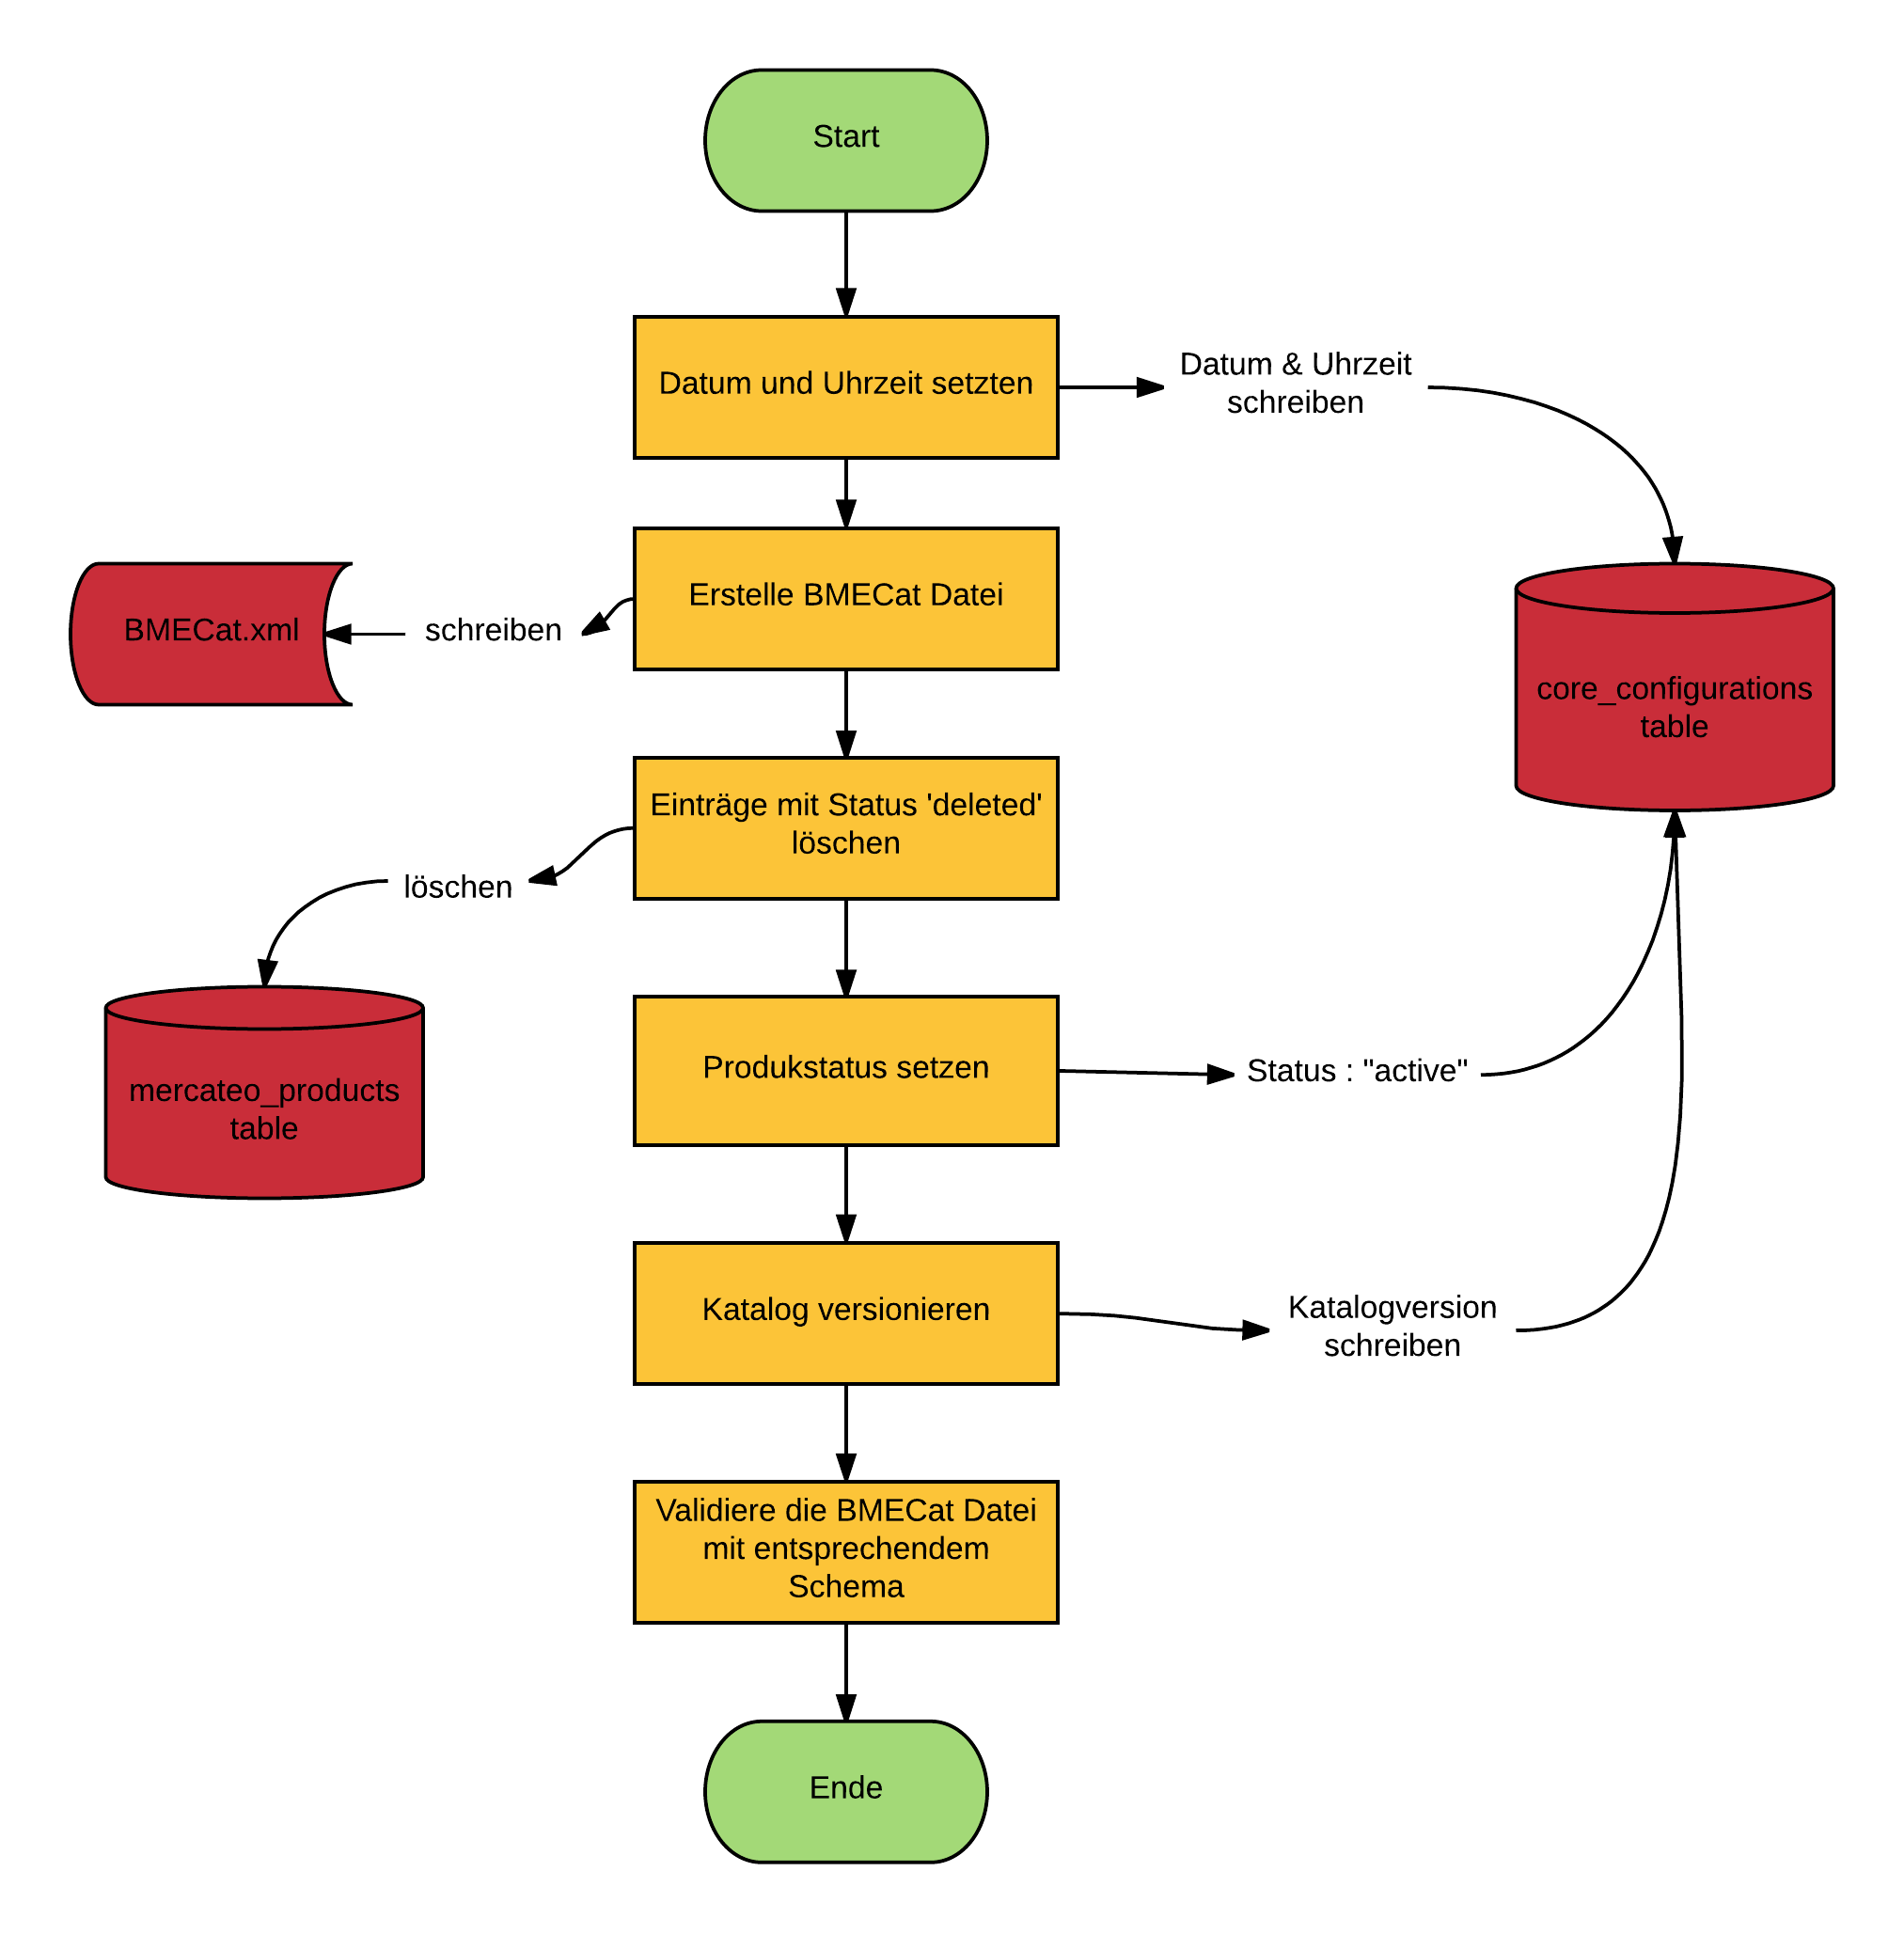 Start
Datum und Uhrzeit setzten
Datum & Uhrzeit
schreiben
Erstelle BMECat Datei
schreiben
BMECat.xml
core_configurations
table
Einträge mit Status 'deleted'
löschen
löschen
mercateo_products
table
Produkstatus setzen
Status : "active"
Katalog versionieren
Katalogversion
schreiben
Validiere die BMECat Datei
mit entsprechendem
Schema
Ende